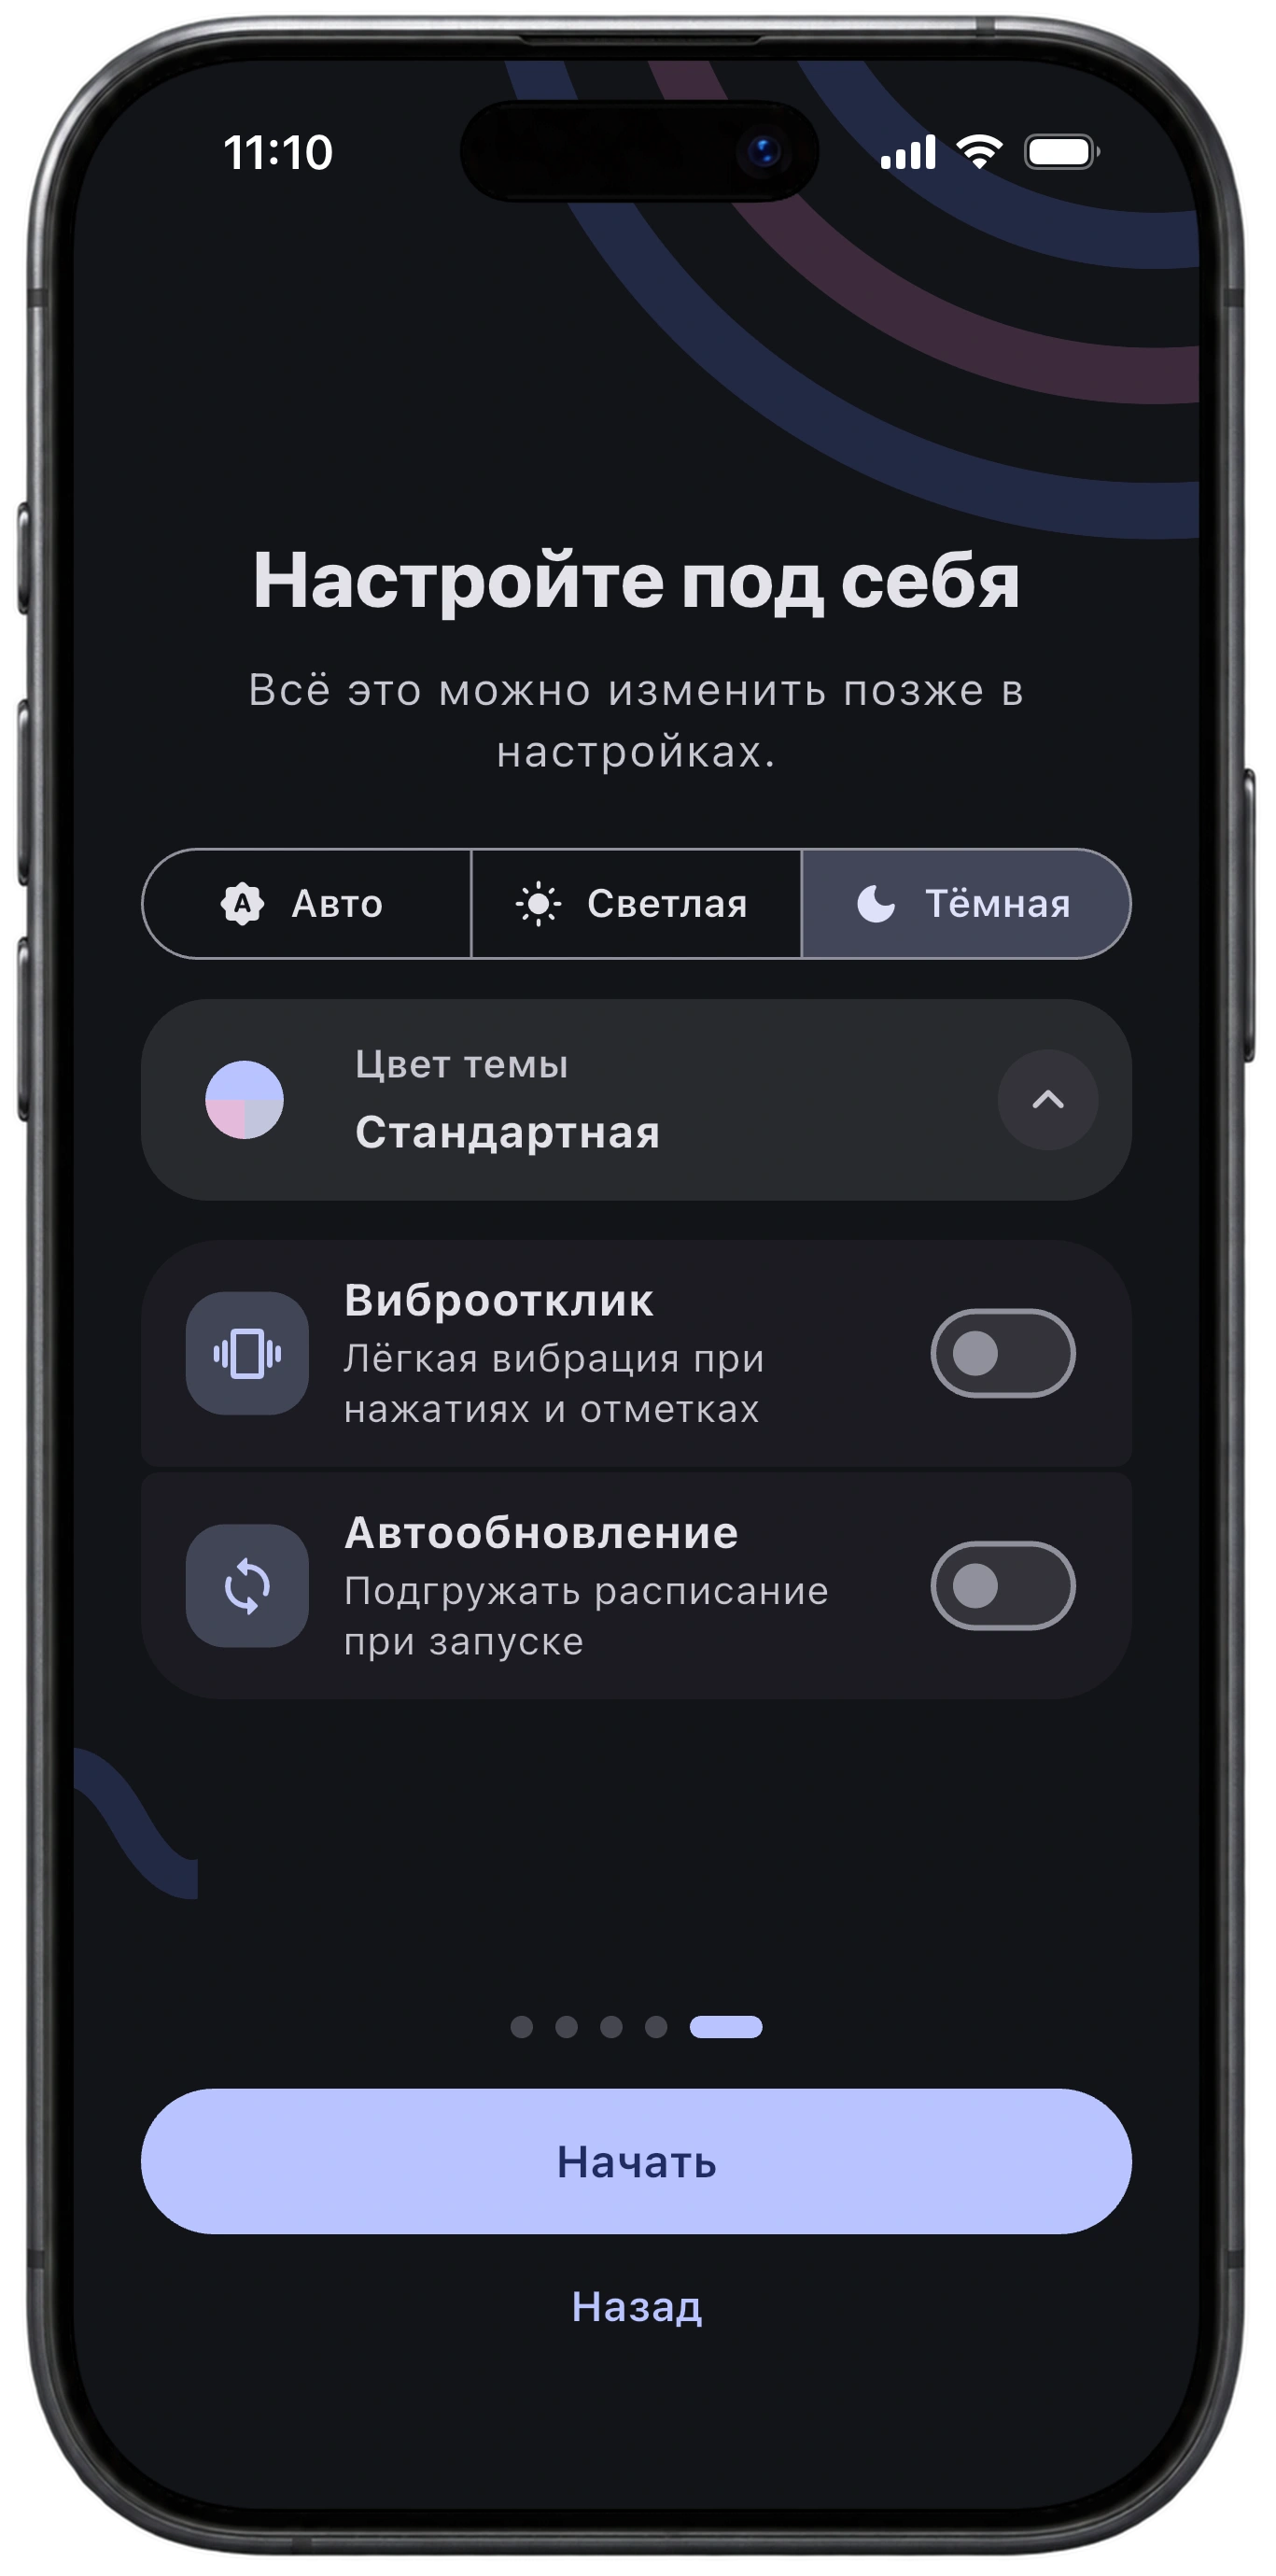 11:10
Настройте под себя
Всё это можно изменить позже в
настройках.
A Авто
Светлая
Тёмная
Цвет темы
Стандартная
Виброотклик
Лёгкая вибрация при
нажатиях и отметках
Автообновление
Подгружать расписание
при запуске
Начать
Назад